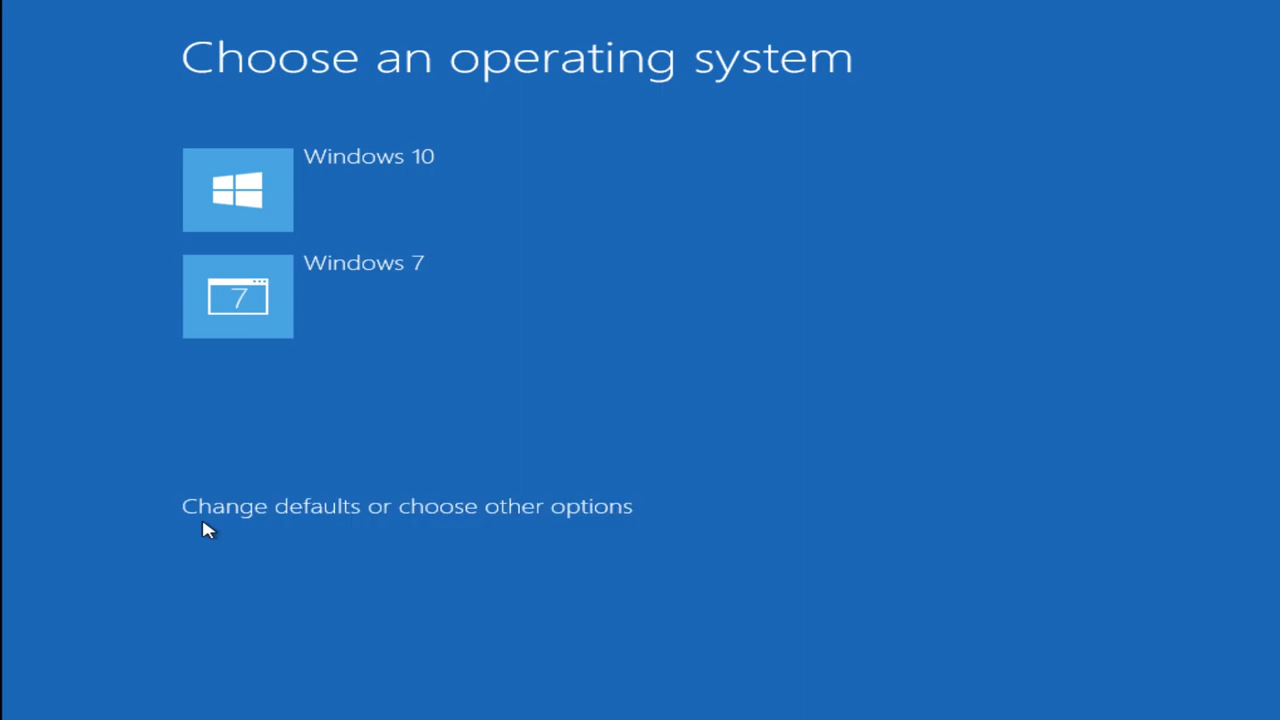 Choose an operating system
Windows 10
Windows 7
7
Change defaults or choose other options